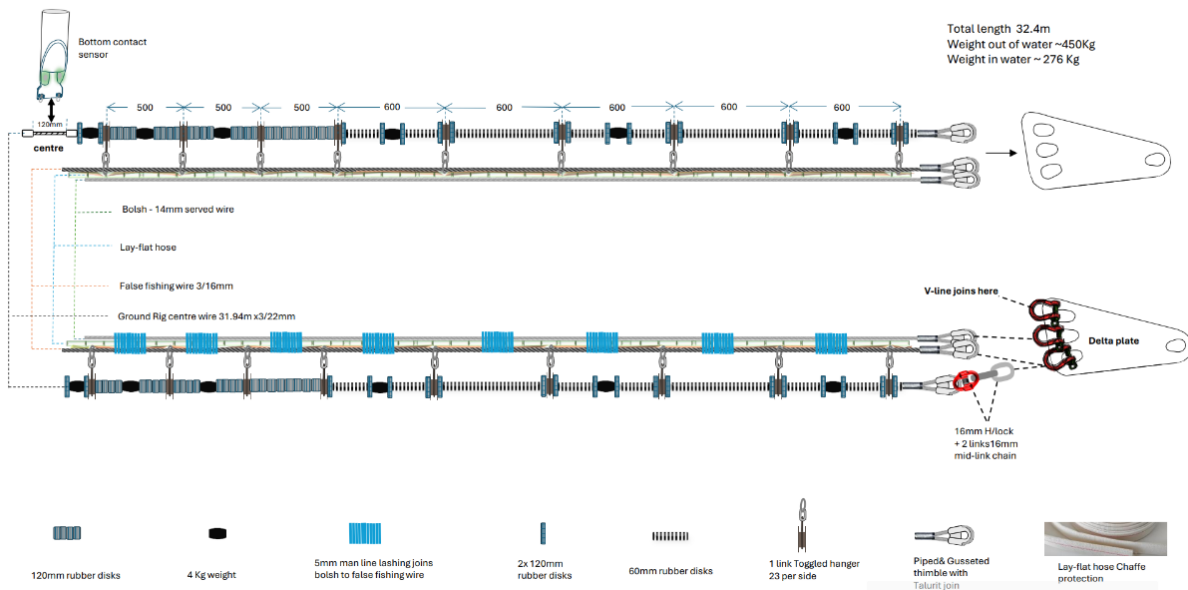 Total length 32.4m
Weight out of water ~450Kg
Weight in water ~ 276 Kg
Bottom contact
sensor
500
500
500
600
600
600
600
600
120mm
centre
Bolsh - 14mm served wire
Lay-flat hose
False fishing wire 3/16mm
Ground Rig centre wire 31.94m x3/22mm
V-line joins here
Delta plate
16mm H/lock
+ 2 links16mm
mid-link chain
120mm rubber disks
4 Kg weight
5mm man line lashing joins
bolsh to false fishing wire
2x 120mm
rubber disks
60mm rubber disks
1 link Toggled hanger
23 per side
Piped& Gusseted
thimble with
Talurit join
Lay-flat hose Chaffe
protection